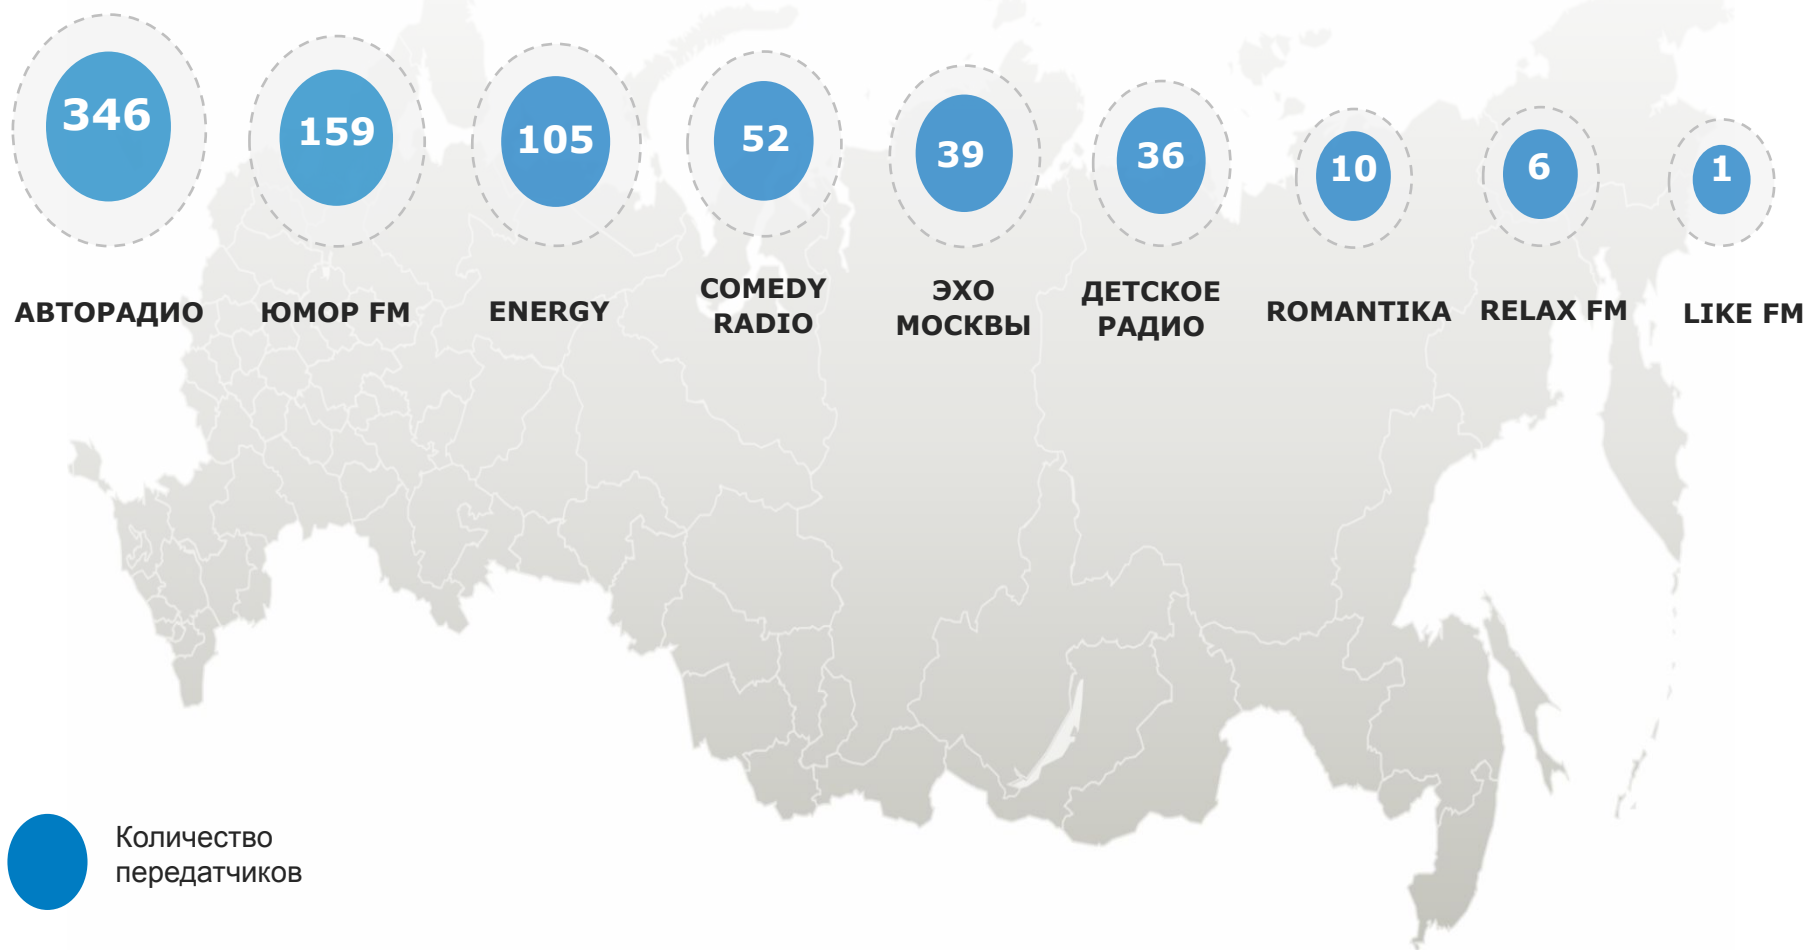 346
159
105
52
39
36
10
6
1
АВТОРАДИО
ЮМОР FM
ENERGY
COMEDY
RADIO
ЭХО
МОСКВЫ
ДЕТСКОЕ
РАДИО
ROMANTIKA
RELAX FM
LIKE FM
Количество
передатчиков